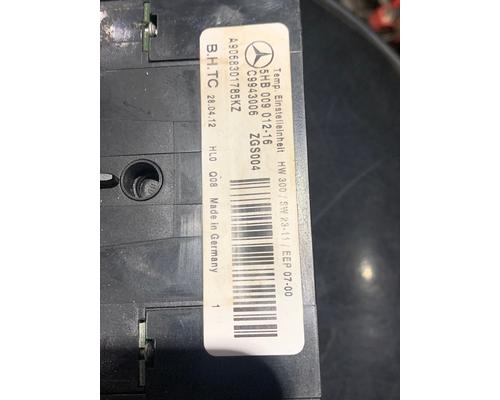 Temp. Einstelleinheit HW 300 / SW 23-11 / EEP 07-00
5HB 009 012-16
C9943006 ZGS004
A9068301785KZ
B.H.TC 28.04.12 HL0 Q08 Made in Germany 1